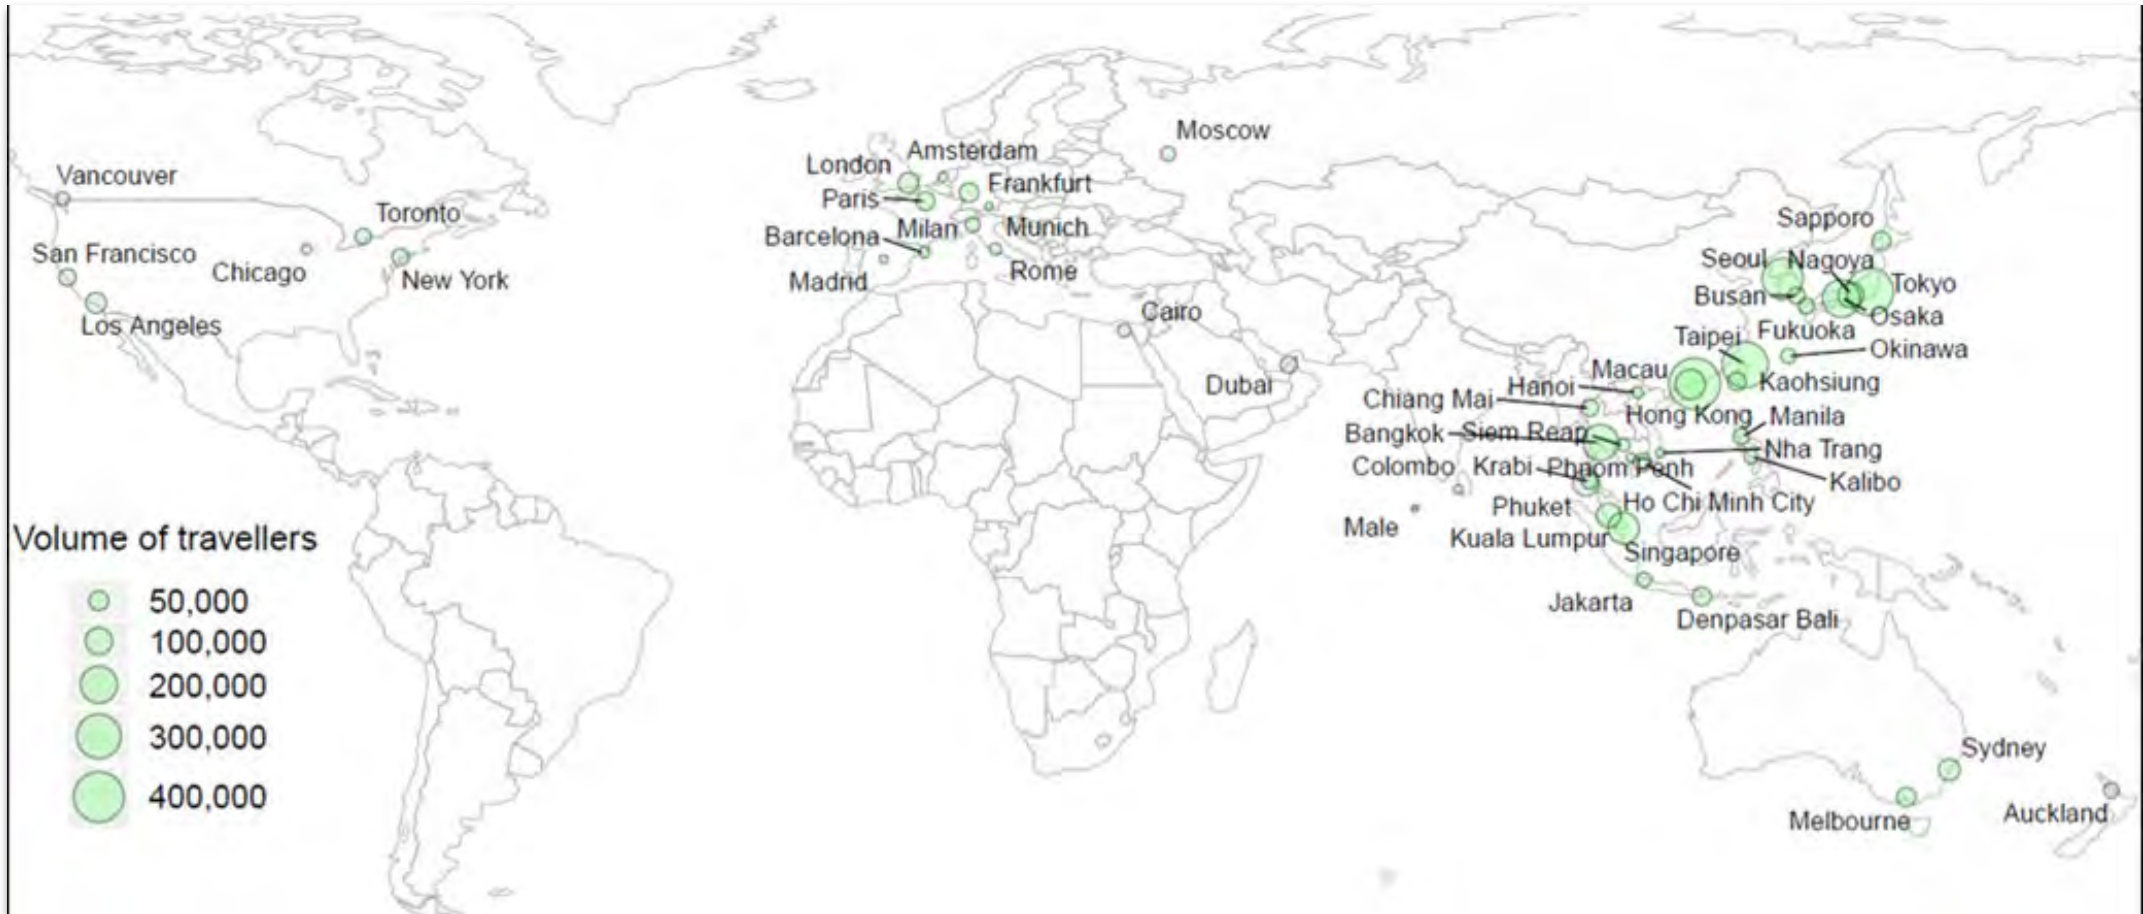 Moscow
Amsterdam
London
Vancouver
Frankfurt
Paris
Toronto
Sapporo
Milan
Munich
Barcelona
San Francisco
Seoul
Nagoya
Chicago
Rome
New York
Madrid
Tokyo
Busan
Cairo
Osaka
Los Angeles
Fukuoka
Taipei
Okinawa
Macau
Dubai
Hanoi
Kaohsiung
Chiang Mai
Hong Kong
Manila
Bangkok
Siem Reap
Nha Trang
Colombo
Krabi
Phnom Penh
Kalibo
Phuket
Ho Chi Minh City
Male
Kuala Lumpur
Singapore
Volume of travellers
50,000
100,000
200,000
300,000
400,000
Jakarta
Denpasar Bali
Sydney
Melbourne
Auckland